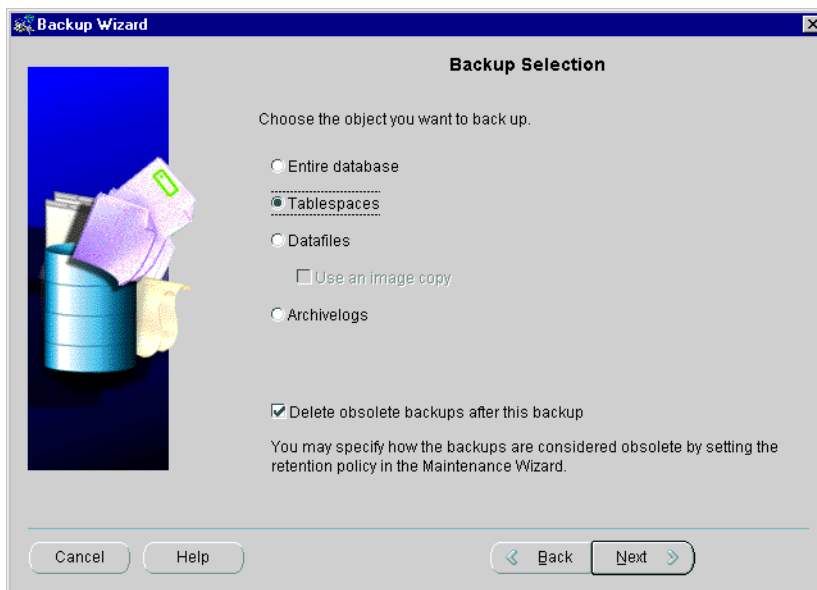 Backup Wizard
Backup Selection
Choose the object you want to back up.
Entire database
Tablespaces
Datafiles
Use an image copy
Archivelogs
Delete obsolete backups after this backup
You may specify how the backups are considered obsolete by setting the
retention policy in the Maintenance Wizard.
Cancel
Help
Back
Next